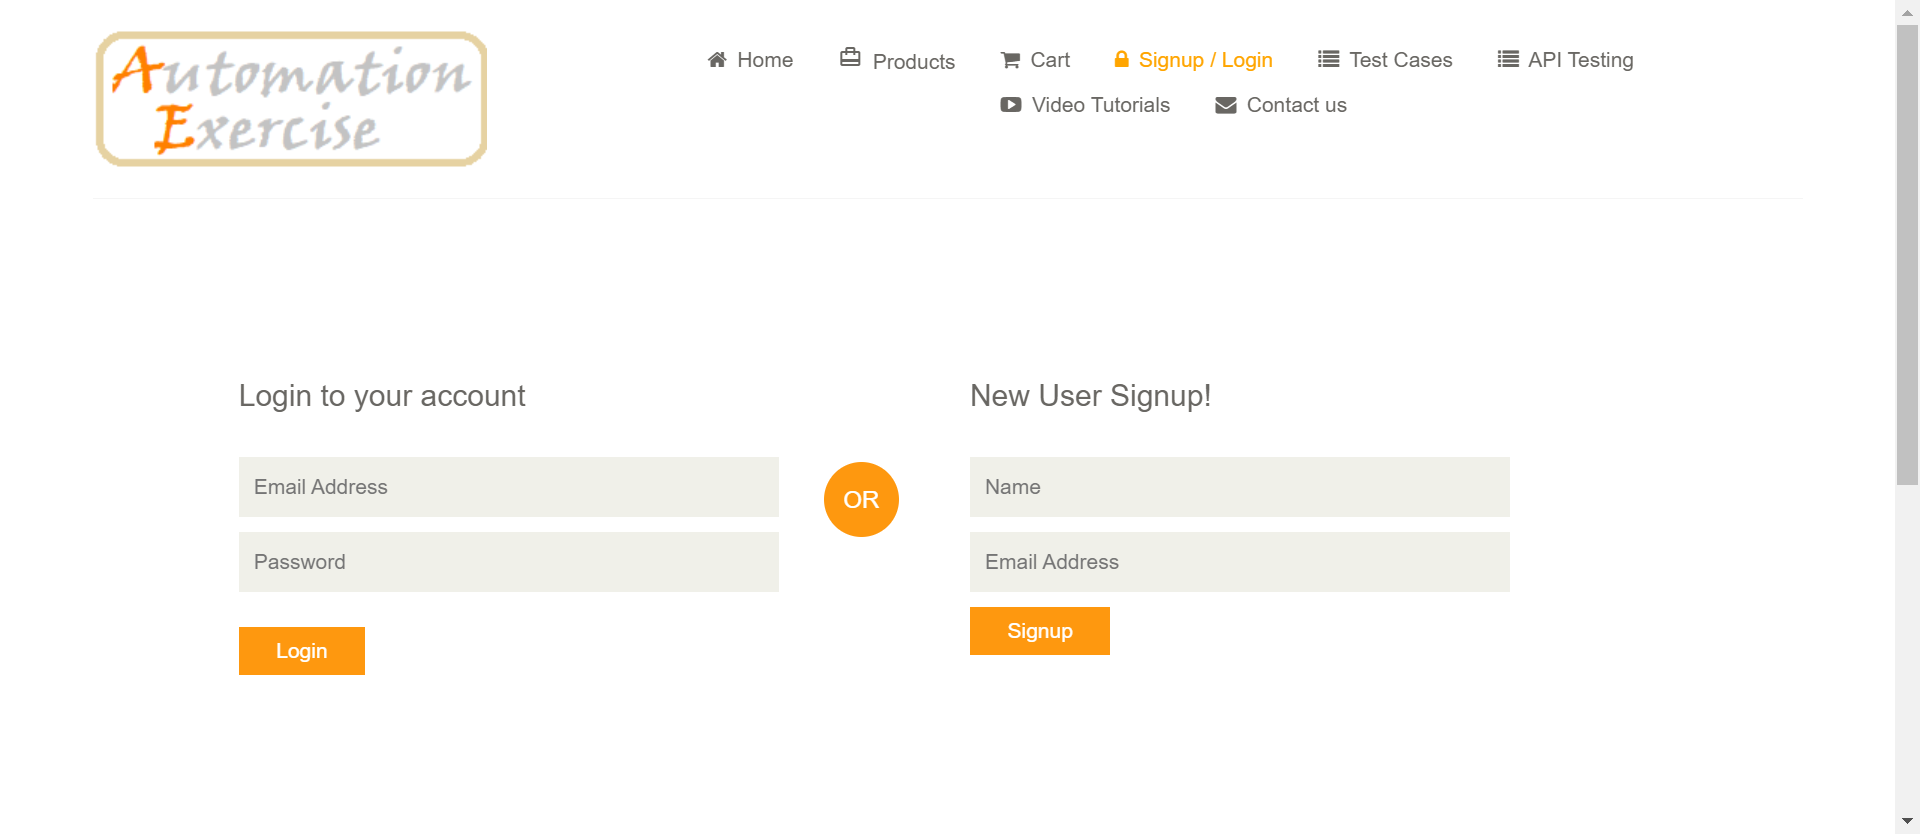 Automation
Exercise
Home Products Cart Signup / Login Test Cases API Testing
Video Tutorials Contact us
Login to your account
Email Address
Password
Login
OR
New User Signup!
Name
Email Address
Signup